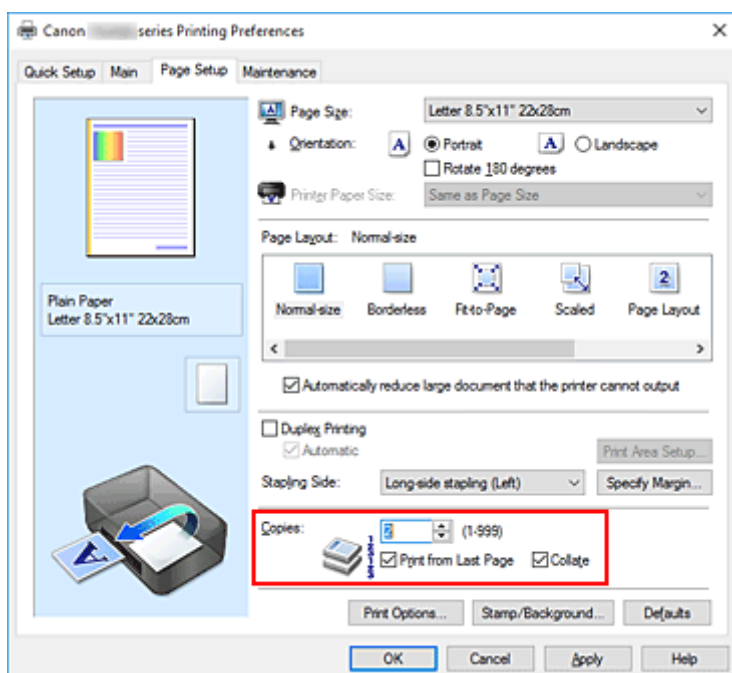 Canon series Printing Preferences
Quick Setup Main Page Setup Maintenance
Page Size: Letter 8.5"x11" 22x28cm
Orientation: A Portrait A Landscape
Rotate 180 degrees
Printer Paper Size: Same as Page Size
Page Layout: Normal-size
2
Normal-size Borderless Fit-to-Page Scaled Page Layout
Plain Paper
Letter 8.5"x11" 22x28cm
Automatically reduce large document that the printer cannot output
Duplex Printing
Automatic Print Area Setup...
Stapling Side: Long-side stapling (Left) Specify Margin...
Copies: 2 (1-999)
Print from Last Page Collate
A
Print Options... Stamp/Background... Defaults
OK Cancel Apply Help